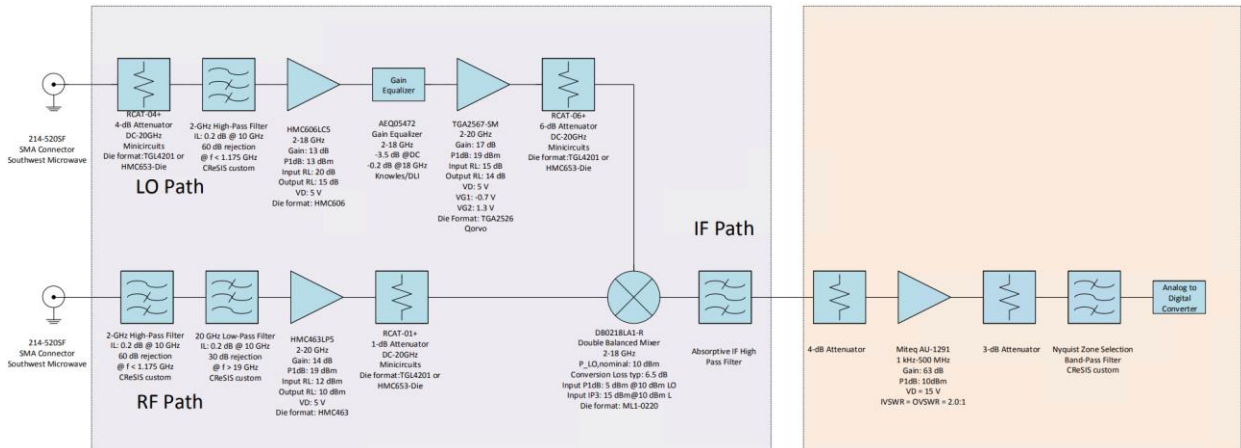 214-520SF
SMA Connector
Southwest Microwave
RCAT-04+
4-dB Attenuator
DC-20GHz
Minicircuits
Die format:TGL4201 or
HMC653-Die
2-GHz High-Pass Filter
IL: 0.2 dB @ 10 GHz
60 dB rejection
@ f < 1.175 GHz
CReSIS custom
HMC606LC5
2-18 GHz
Gain: 13 dB
P1dB: 13 dBm
Input RL: 20 dB
Output RL: 15 dB
VD: 5 V
Die format: HMC606
Gain
Equalizer
AEQ05472
Gain Equalizer
2-18 GHz
-3.5 dB @DC
-0.2 dB @18 GHz
Knowles/DLI
TGA2567-SM
2-20 GHz
Gain: 17 dB
P1dB: 19 dBm
Input RL: 15 dB
Output RL: 14 dB
VD: 5 V
VG1: -0.7 V
VG2: 1.3 V
Die Format: TGA2526
Qorvo
RCAT-06+
6-dB Attenuator
DC-20GHz
Minicircuits
Die format:TGL4201 or
HMC653-Die
LO Path
IF Path
214-520SF
SMA Connector
Southwest Microwave
2-GHz High-Pass Filter
IL: 0.2 dB @ 10 GHz
60 dB rejection
@ f < 1.175 GHz
CReSIS custom
20 GHz Low-Pass Filter
IL: 0.2 dB @ 10 GHz
30 dB rejection
@ f > 19 GHz
CReSIS custom
HMC463LP5
2-20 GHz
Gain: 14 dB
P1dB: 19 dBm
Input RL: 12 dBm
Output RL: 10 dBm
VD: 5 V
Die format: HMC463
RCAT-01+
1-dB Attenuator
DC-20GHz
Minicircuits
Die format:TGL4201 or
HMC653-Die
DB0218LA1-R
Double Balanced Mixer
2-18 GHz
P_LO,nominal: 10 dBm
Conversion Loss typ: 6.5 dB
Input P1dB: 5 dBm @10 dBm LO
Input IP3: 15 dBm@10 dBm L
Die format: ML1-0220
Absorptive IF High
Pass Filter
4-dB Attenuator
Miteq AU-1291
1 kHz-500 MHz
Gain: 63 dB
P1dB: 10dBm
VD = 15 V
IVSWR = OVSWR = 2.0:1
3-dB Attenuator
Nyquist Zone Selection
Band-Pass Filter
CReSIS custom
Analog to
Digital
Converter
RF Path